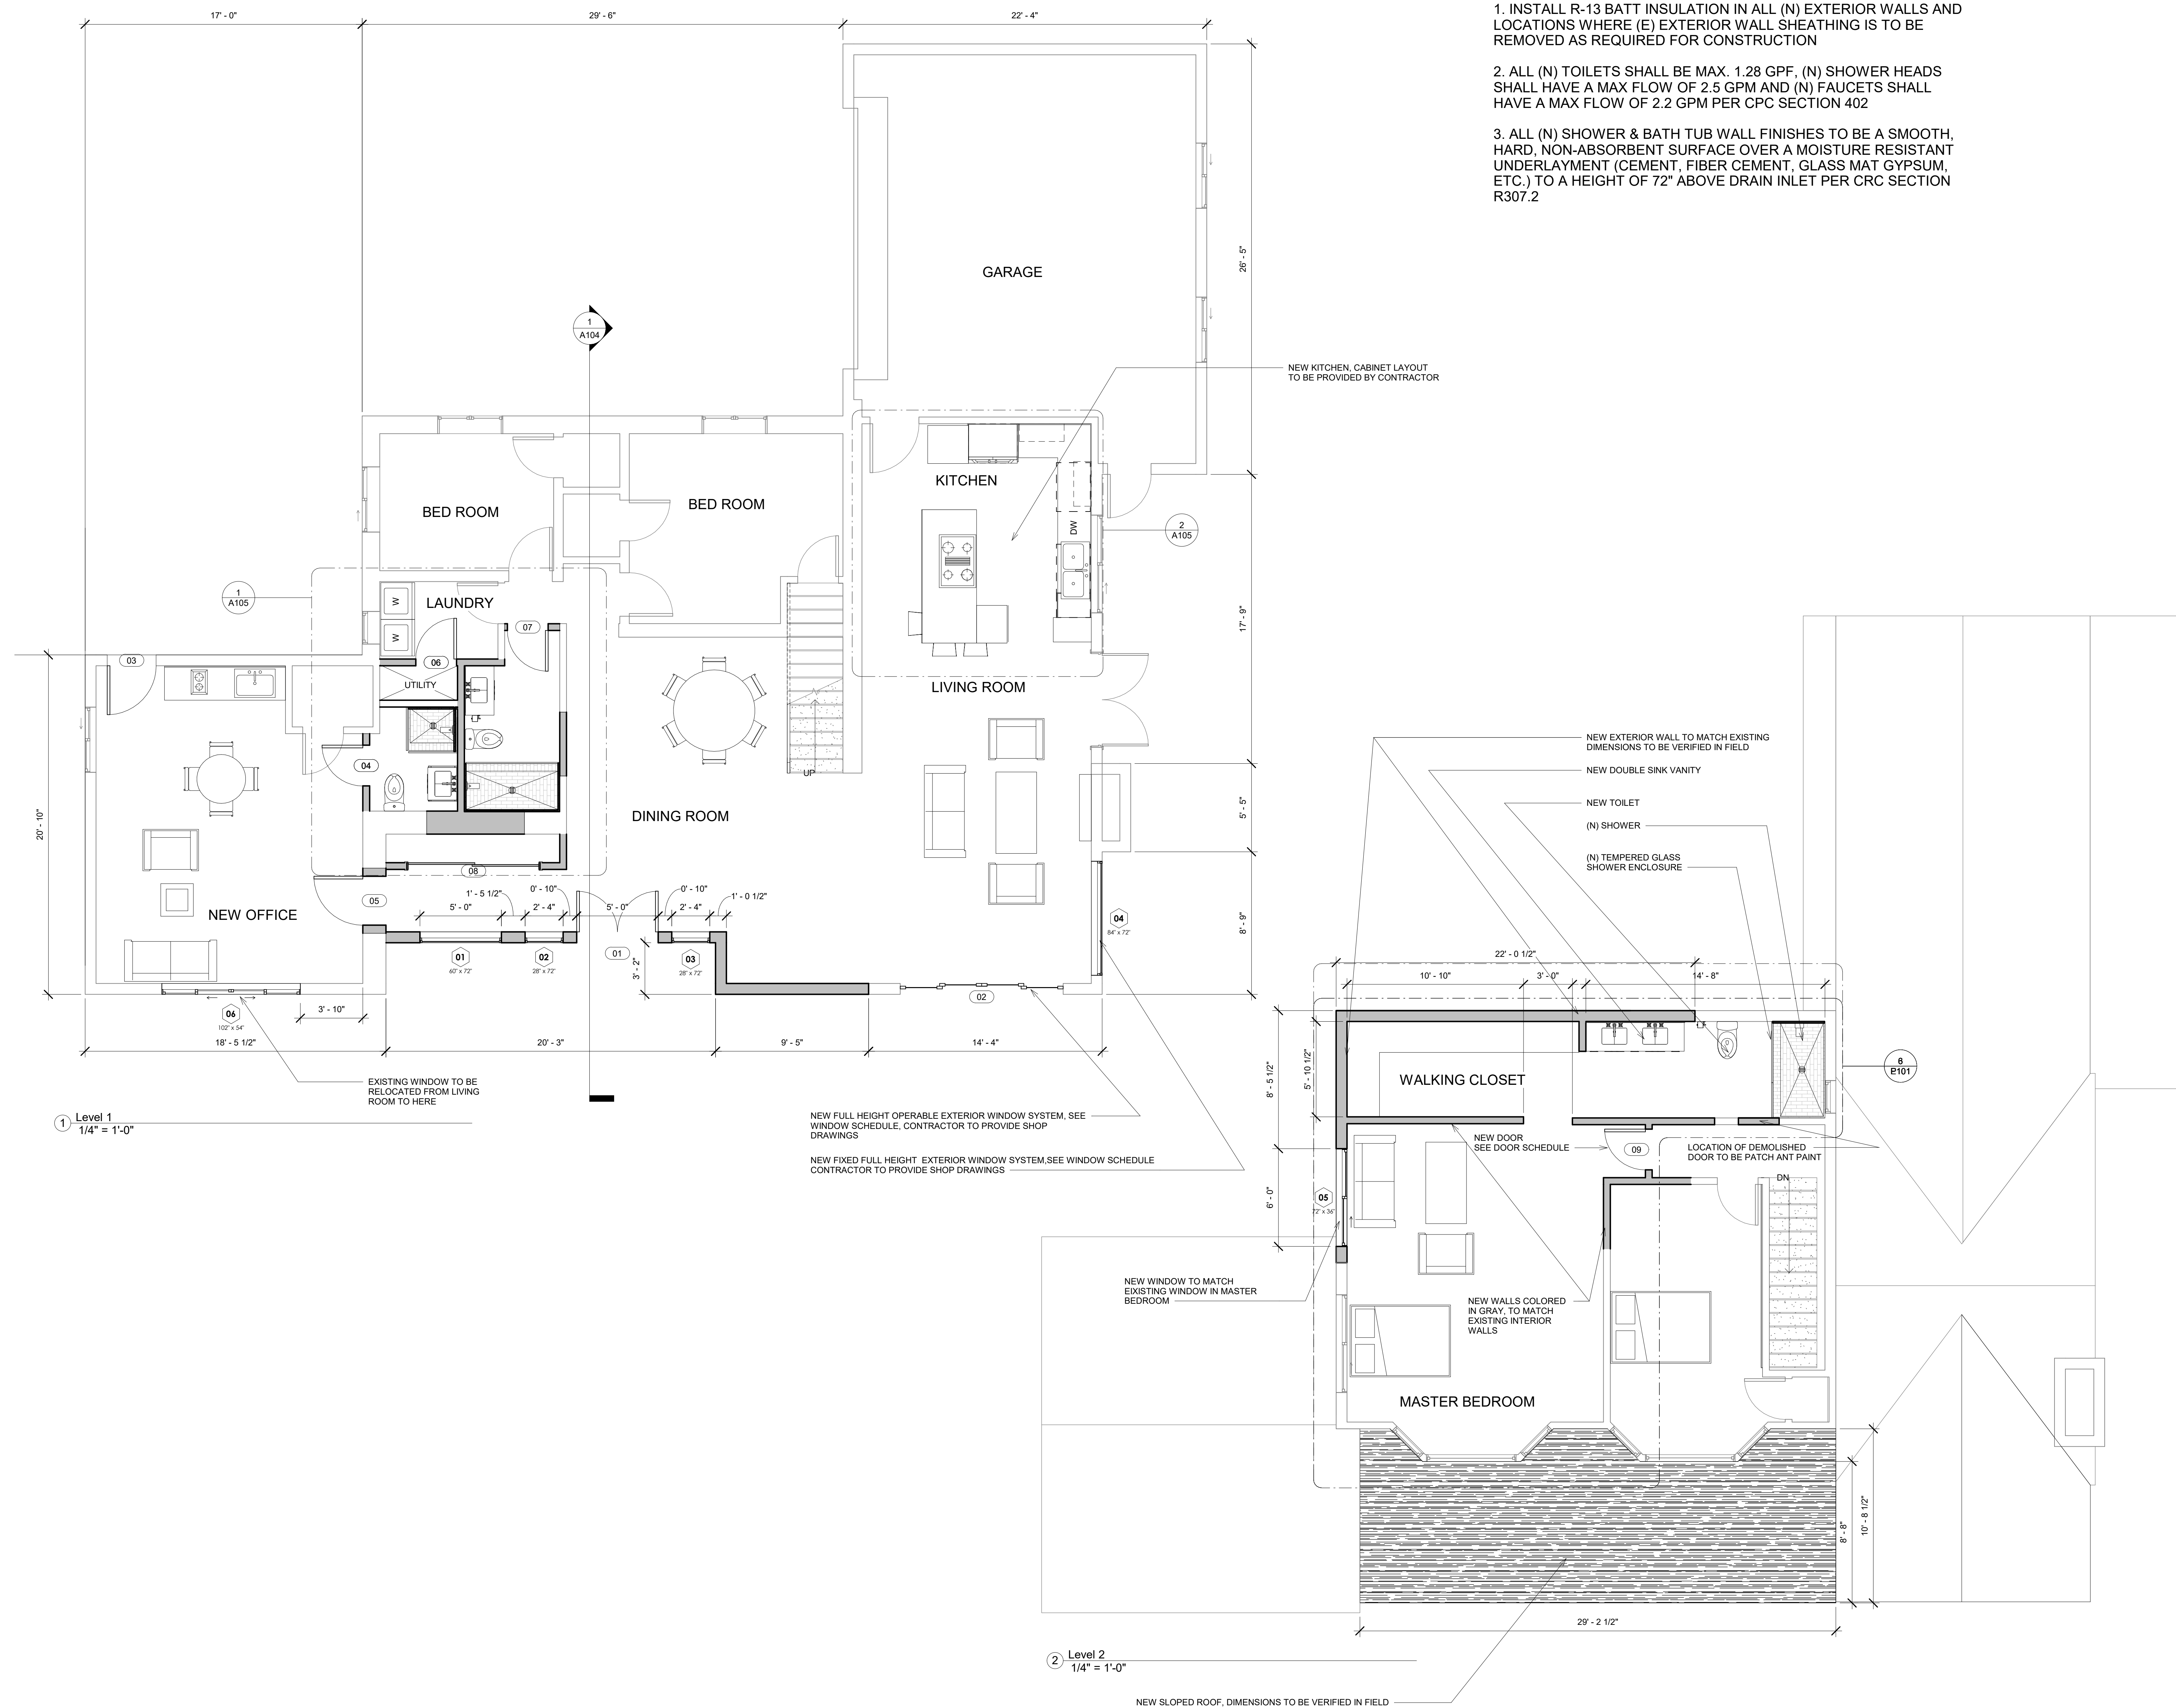 17' - 0"
29' - 6"
22' - 4"
1. INSTALL R-13 BATT INSULATION IN ALL (N) EXTERIOR WALLS AND
LOCATIONS WHERE (E) EXTERIOR WALL SHEATHING IS TO BE
REMOVED AS REQUIRED FOR CONSTRUCTION
2. ALL (N) TOILETS SHALL BE MAX. 1.28 GPF, (N) SHOWER HEADS
SHALL HAVE A MAX FLOW OF 2.5 GPM AND (N) FAUCETS SHALL
HAVE A MAX FLOW OF 2.2 GPM PER CPC SECTION 402
3. ALL (N) SHOWER & BATH TUB WALL FINISHES TO BE A SMOOTH,
HARD, NON-ABSORBENT SURFACE OVER A MOISTURE RESISTANT
UNDERLAYMENT (CEMENT, FIBER CEMENT, GLASS MAT GYPSUM,
ETC.) TO A HEIGHT OF 72" ABOVE DRAIN INLET PER CRC SECTION
R307.2
GARAGE
26' - 5"
1
A104
NEW KITCHEN, CABINET LAYOUT
TO BE PROVIDED BY CONTRACTOR
KITCHEN
BED ROOM
BED ROOM
DW
2
A105
1
A105
W
W
LAUNDRY
07
17' - 9"
03
06
UTILITY
LIVING ROOM
04
UP
20' - 10"
DINING ROOM
5' - 5"
08
05
NEW OFFICE
1' - 5 1/2"
0' - 10"
0' - 10"
1' - 0 1/2"
5' - 0"
2' - 4"
5' - 0"
2' - 4"
04
84" x 72"
8' - 9"
01
60" x 72"
02
28" x 72"
01
3' - 2"
03
28" x 72"
02
06
102" x 54"
3' - 10"
18' - 5 1/2"
20' - 3"
9' - 5"
14' - 4"
EXISTING WINDOW TO BE
RELOCATED FROM LIVING
ROOM TO HERE
1
Level 1
1/4" = 1'-0"
NEW FULL HEIGHT OPERABLE EXTERIOR WINDOW SYSTEM, SEE
WINDOW SCHEDULE, CONTRACTOR TO PROVIDE SHOP
DRAWINGS
NEW FIXED FULL HEIGHT EXTERIOR WINDOW SYSTEM,SEE WINDOW SCHEDULE
CONTRACTOR TO PROVIDE SHOP DRAWINGS
NEW EXTERIOR WALL TO MATCH EXISTING
DIMENSIONS TO BE VERIFIED IN FIELD
NEW DOUBLE SINK VANITY
NEW TOILET
(N) SHOWER
(N) TEMPERED GLASS
SHOWER ENCLOSURE
22' - 0 1/2"
10' - 10"
3' - 0"
14' - 8"
8' - 5 1/2"
5' - 10 1/2"
WALKING CLOSET
6
NEW DOOR
SEE DOOR SCHEDULE
09
LOCATION OF DEMOLISHED
DOOR TO BE PATCH ANT PAINT
DN
6' - 0"
05
72" x 36"
NEW WINDOW TO MATCH
EIXISTING WINDOW IN MASTER
BEDROOM
NEW WALLS COLORED
IN GRAY, TO MATCH
EXISTING INTERIOR
WALLS
MASTER BEDROOM
8' - 8"
10' - 8 1/2"
29' - 2 1/2"
2
Level 2
1/4" = 1'-0"
NEW SLOPED ROOF, DIMENSIONS TO BE VERIFIED IN FIELD